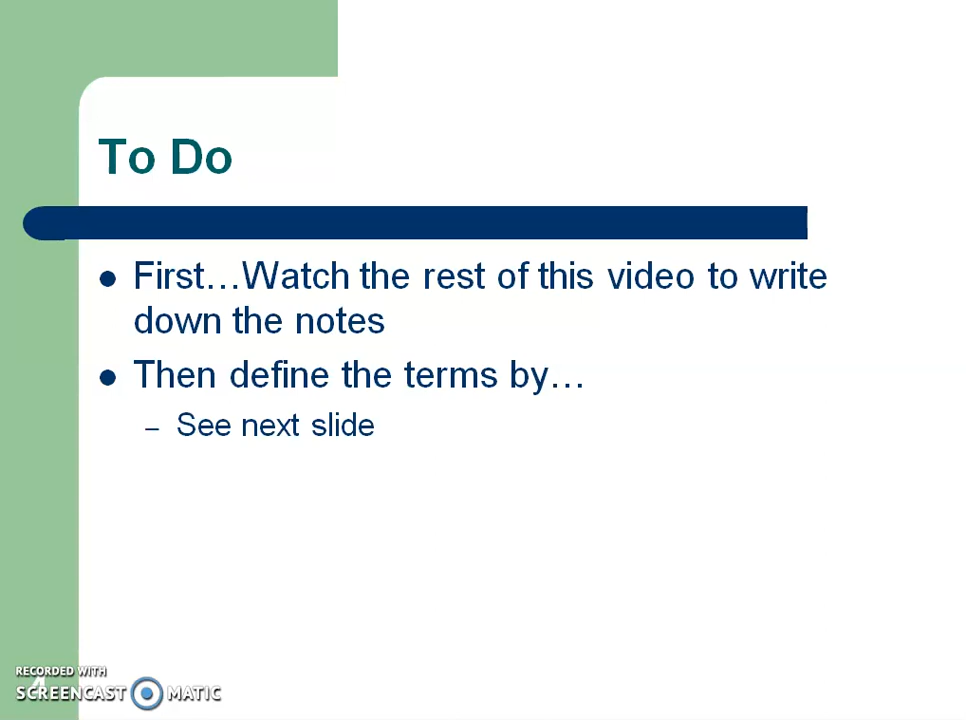 To Do
First…Watch the rest of this video to write
down the notes
Then define the terms by…
– See next slide
4
RECORDED WITH
SCREENCAST MATIC